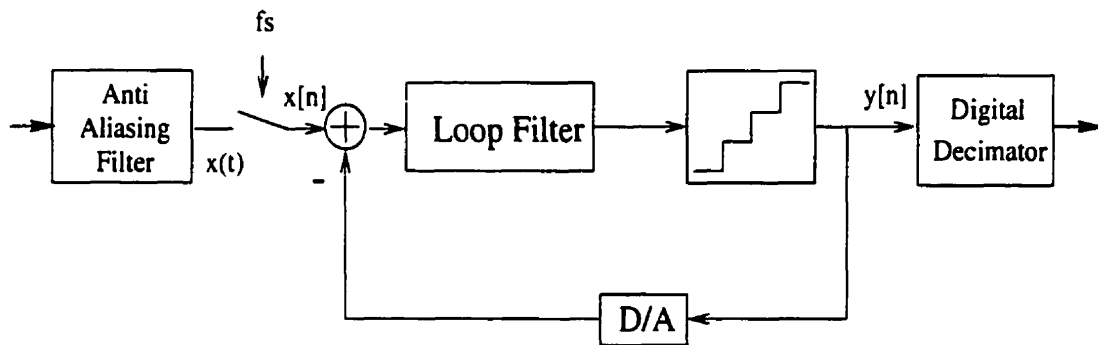 fs
Anti
Aliasing
Filter
x(t)
x[n]
-
Loop Filter
y[n]
Digital
Decimator
D/A